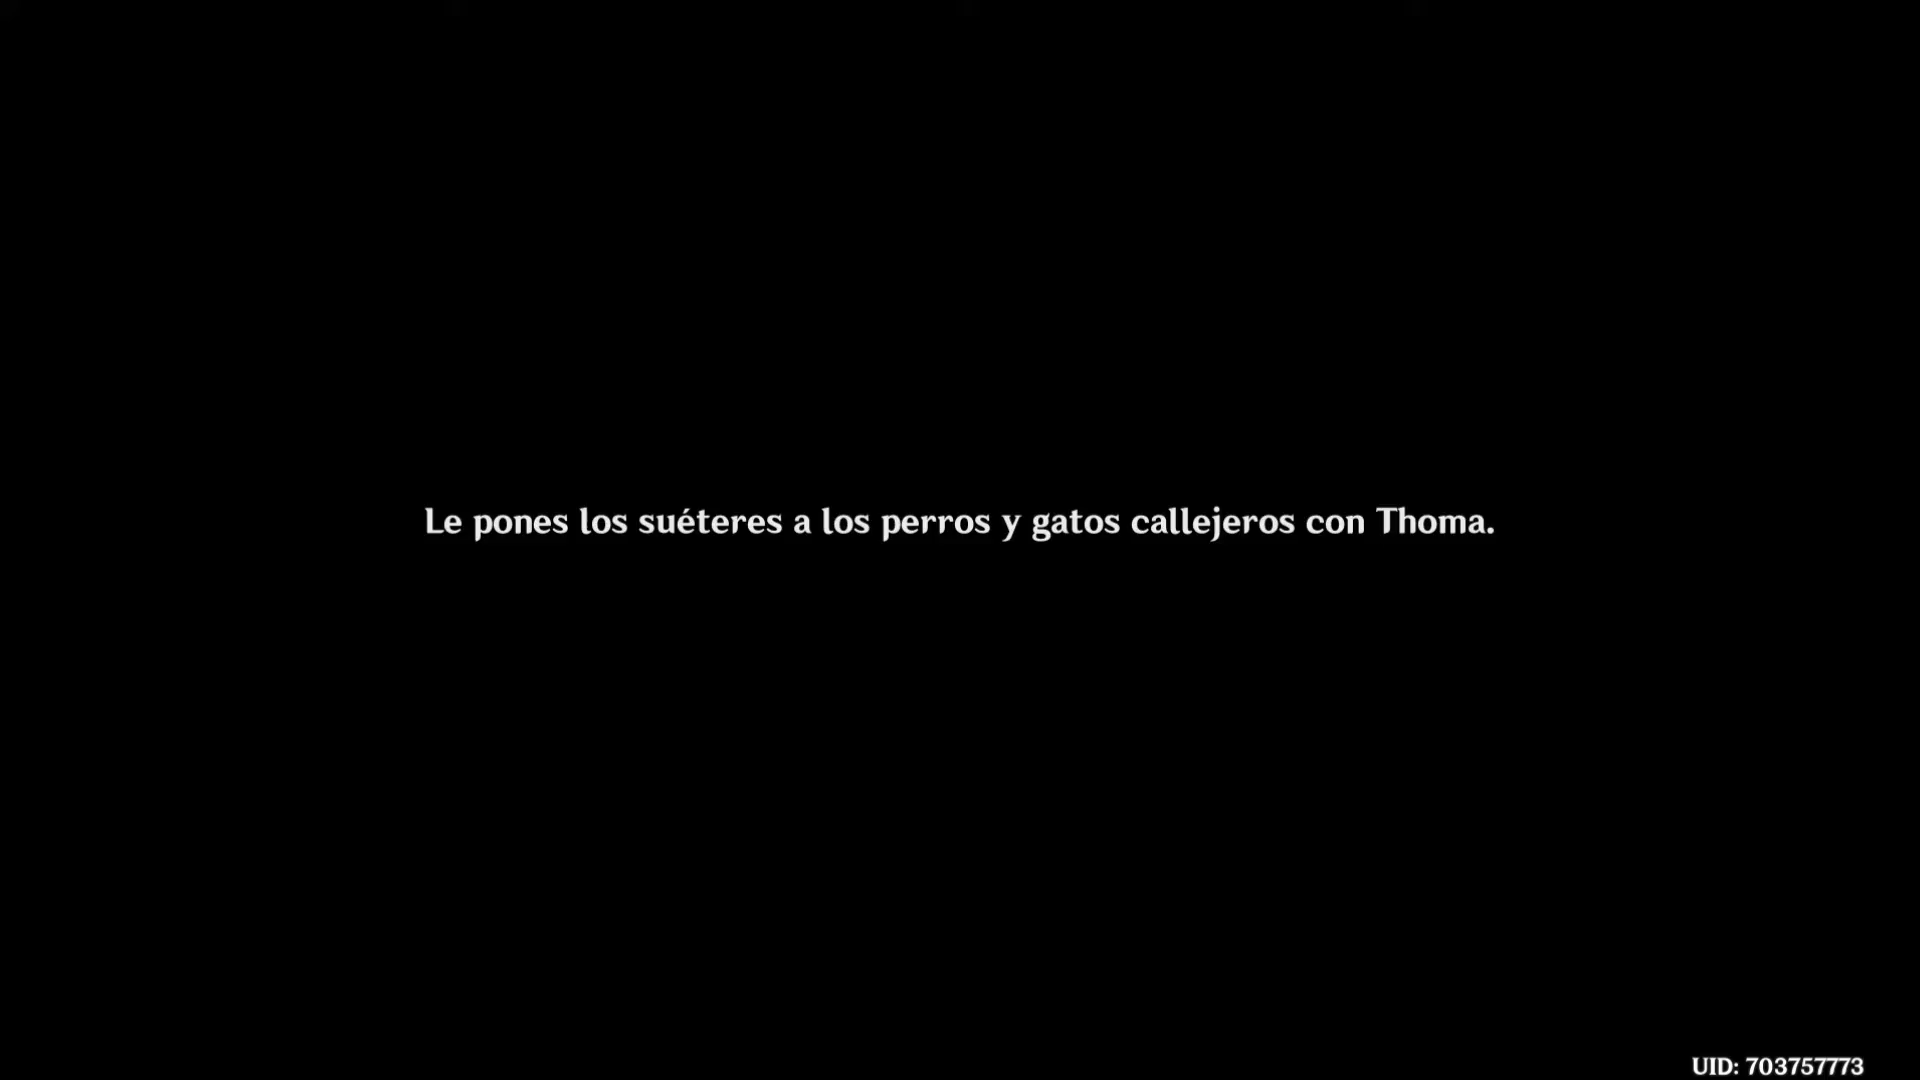 Le pones los suéteres a los perros y gatos callejeros con Thoma.
UID: 703757773